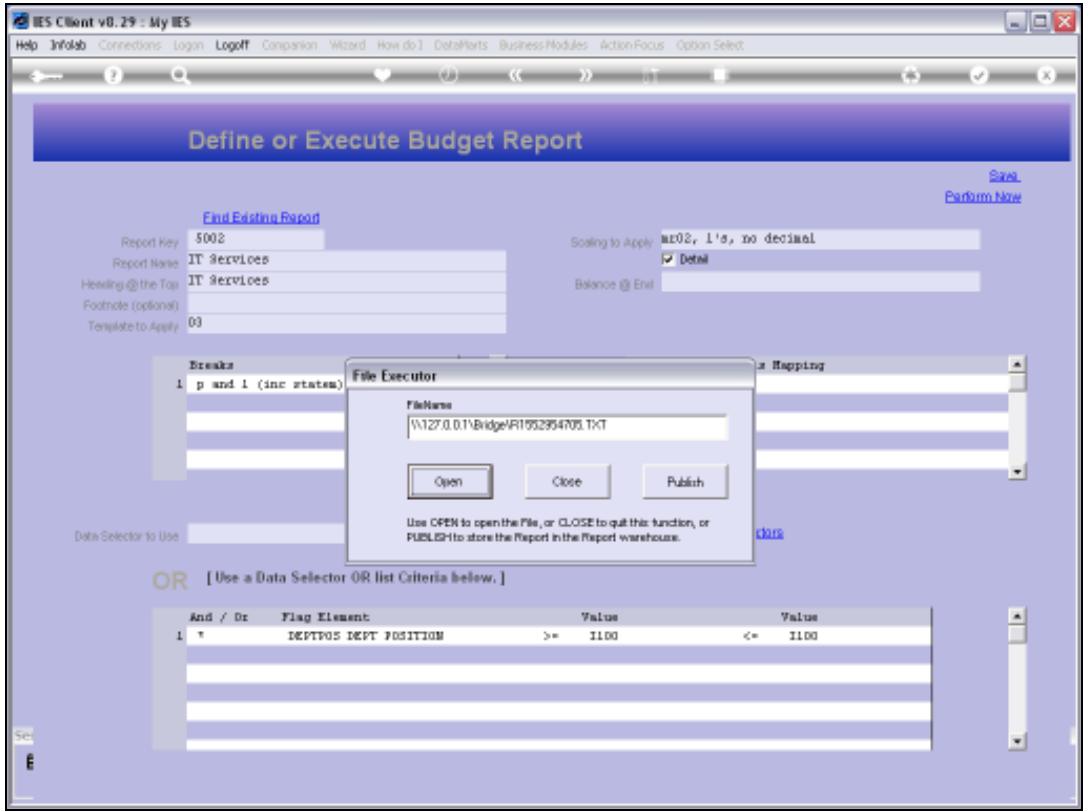 IES Client v8.29 : My IES
Help Infolab Connections Logon Logoff Companion Wizard How do I DataMarts Business Modules Action Focus Option Select
Define or Execute Budget Report
Save
Perform Now
Find Existing Report
Report Key 5002 Scaling to Apply mr02, 1's, no decimal
Report Name IT Services Detail
Heading @ the Top IT Services Balance @ End
Footnote (optional)
Template to Apply 03
Breaks Mapping
1 p and l (inc statem)
File Executor
FileName
\\127.0.0.1\Bridge\R1552954705.TXT
Open Close Publish
Use OPEN to open the File, or CLOSE to quit this function, or
PUBLISH to store the Report in the Report warehouse.
Data Selector to Use
OR [ Use a Data Selector OR list Criteria below. ]
And / Or Flag Element Value Value
1 DEPTPOS DEPT POSITION >= I100 <= I100